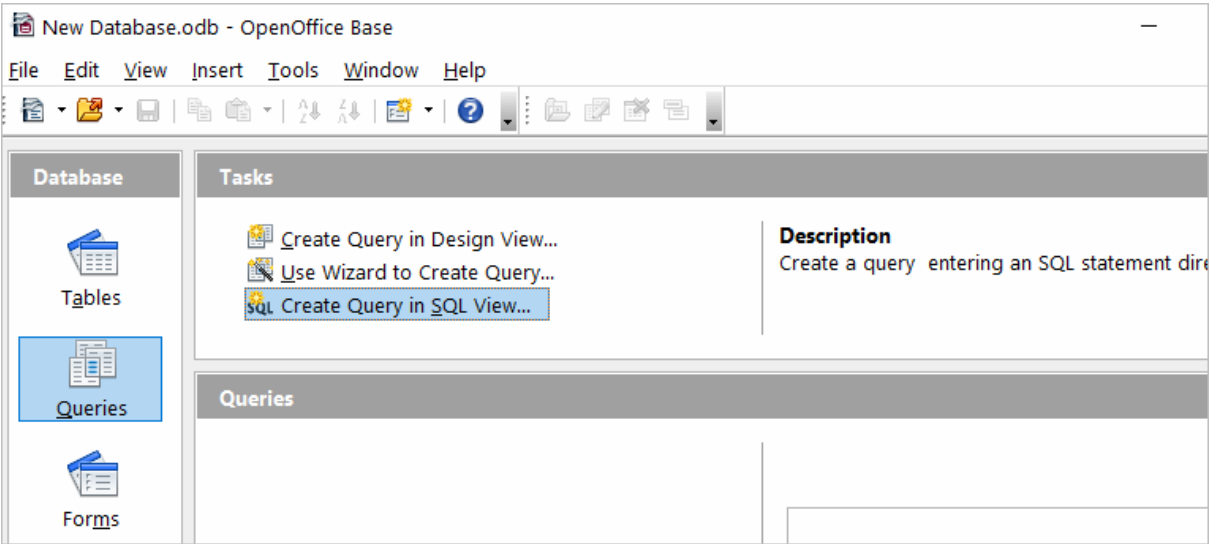 New Database.odb - OpenOffice Base
File Edit View Insert Tools Window Help
Database
Tasks
Tables
Queries
Forms
Create Query in Design View...
Use Wizard to Create Query...
SQL Create Query in SQL View...
Description
Create a query entering an SQL statement dire
Queries